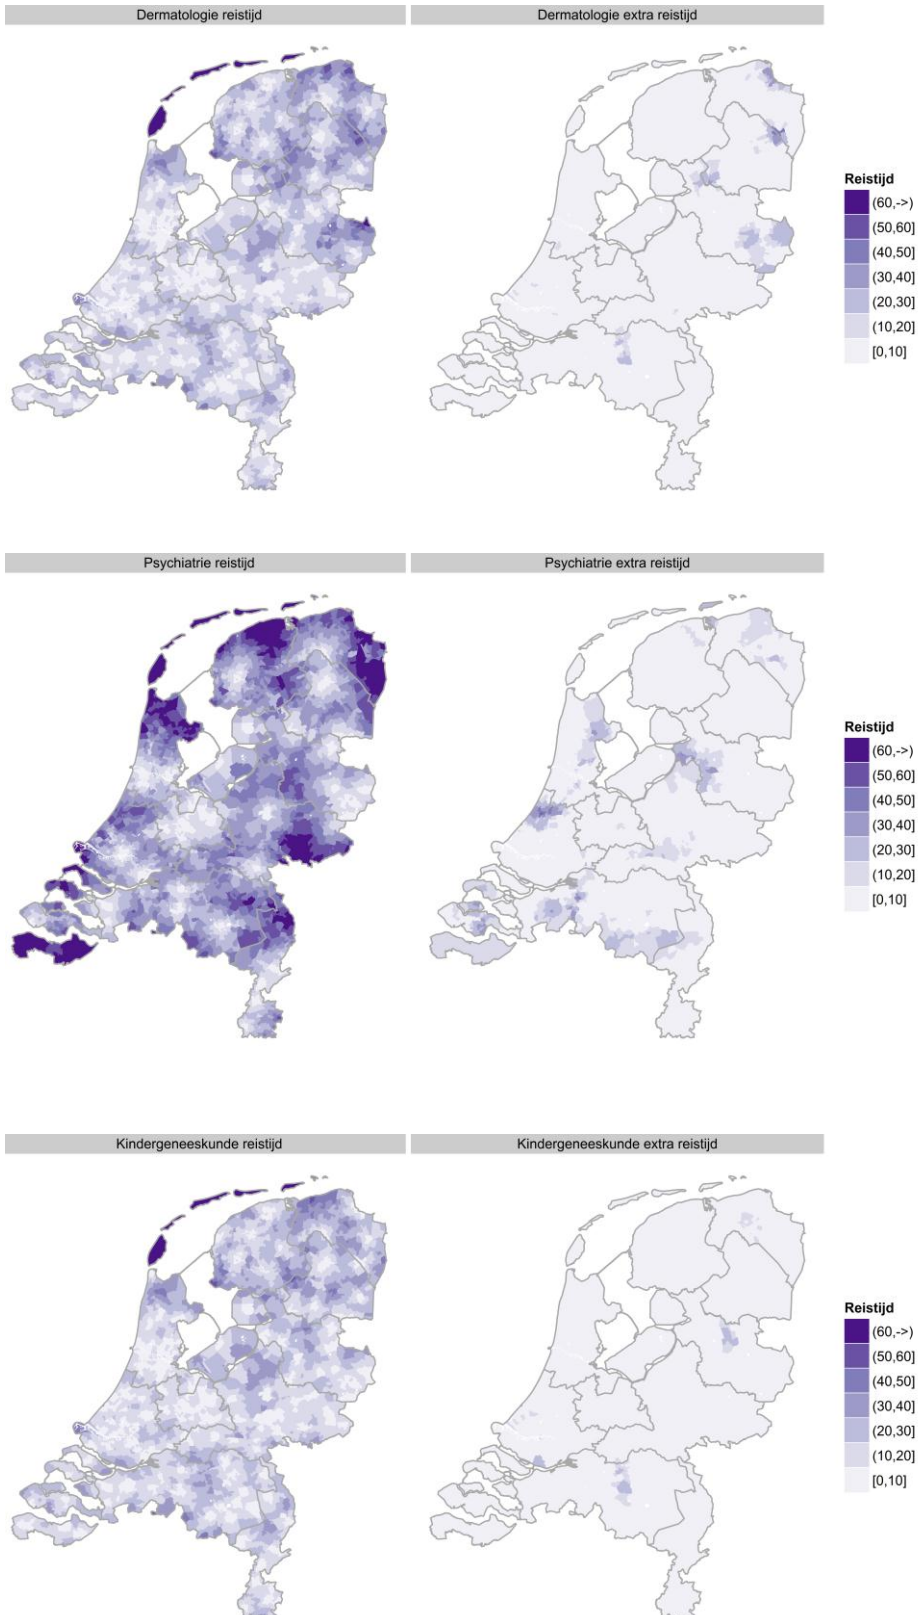 Dermatologie reistijd
Dermatologie extra reistijd
Reistijd
(60,->)
(50,60]
(40,50]
(30,40]
(20,30]
(10,20]
[0,10]
Psychiatrie reistijd
Psychiatrie extra reistijd
Reistijd
(60,->)
(50,60]
(40,50]
(30,40]
(20,30]
(10,20]
[0,10]
Kindergeneeskunde reistijd
Kindergeneeskunde extra reistijd
Reistijd
(60,->)
(50,60]
(40,50]
(30,40]
(20,30]
(10,20]
[0,10]